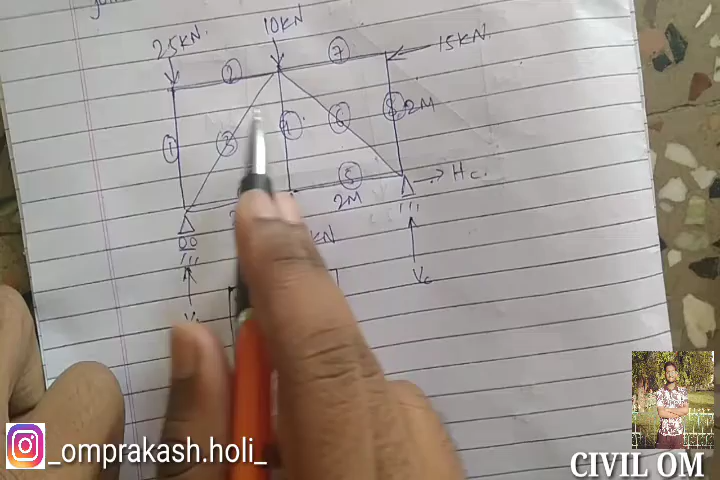 10KN
25KN.
7
15KN.
2
8
2M
1
3
4
6
5
Hc.
2M
KN
Vc
_omprakash.holi_
CIVIL OM